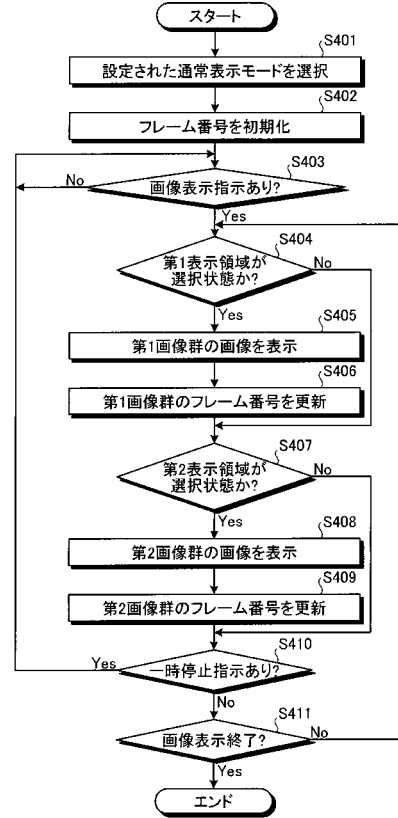 スタート
S401
設定された通常表示モードを選択
S402
フレーム番号を初期化
S403
画像表示指示あり?
No
Yes
S404
第1表示領域が
選択状態か?
No
Yes
S405
第1画像群の画像を表示
S406
第1画像群のフレーム番号を更新
S407
第2表示領域が
選択状態か?
No
Yes
S408
第2画像群の画像を表示
S409
第2画像群のフレーム番号を更新
S410
一時停止指示あり?
Yes
No
S411
画像表示終了?
No
Yes
エンド